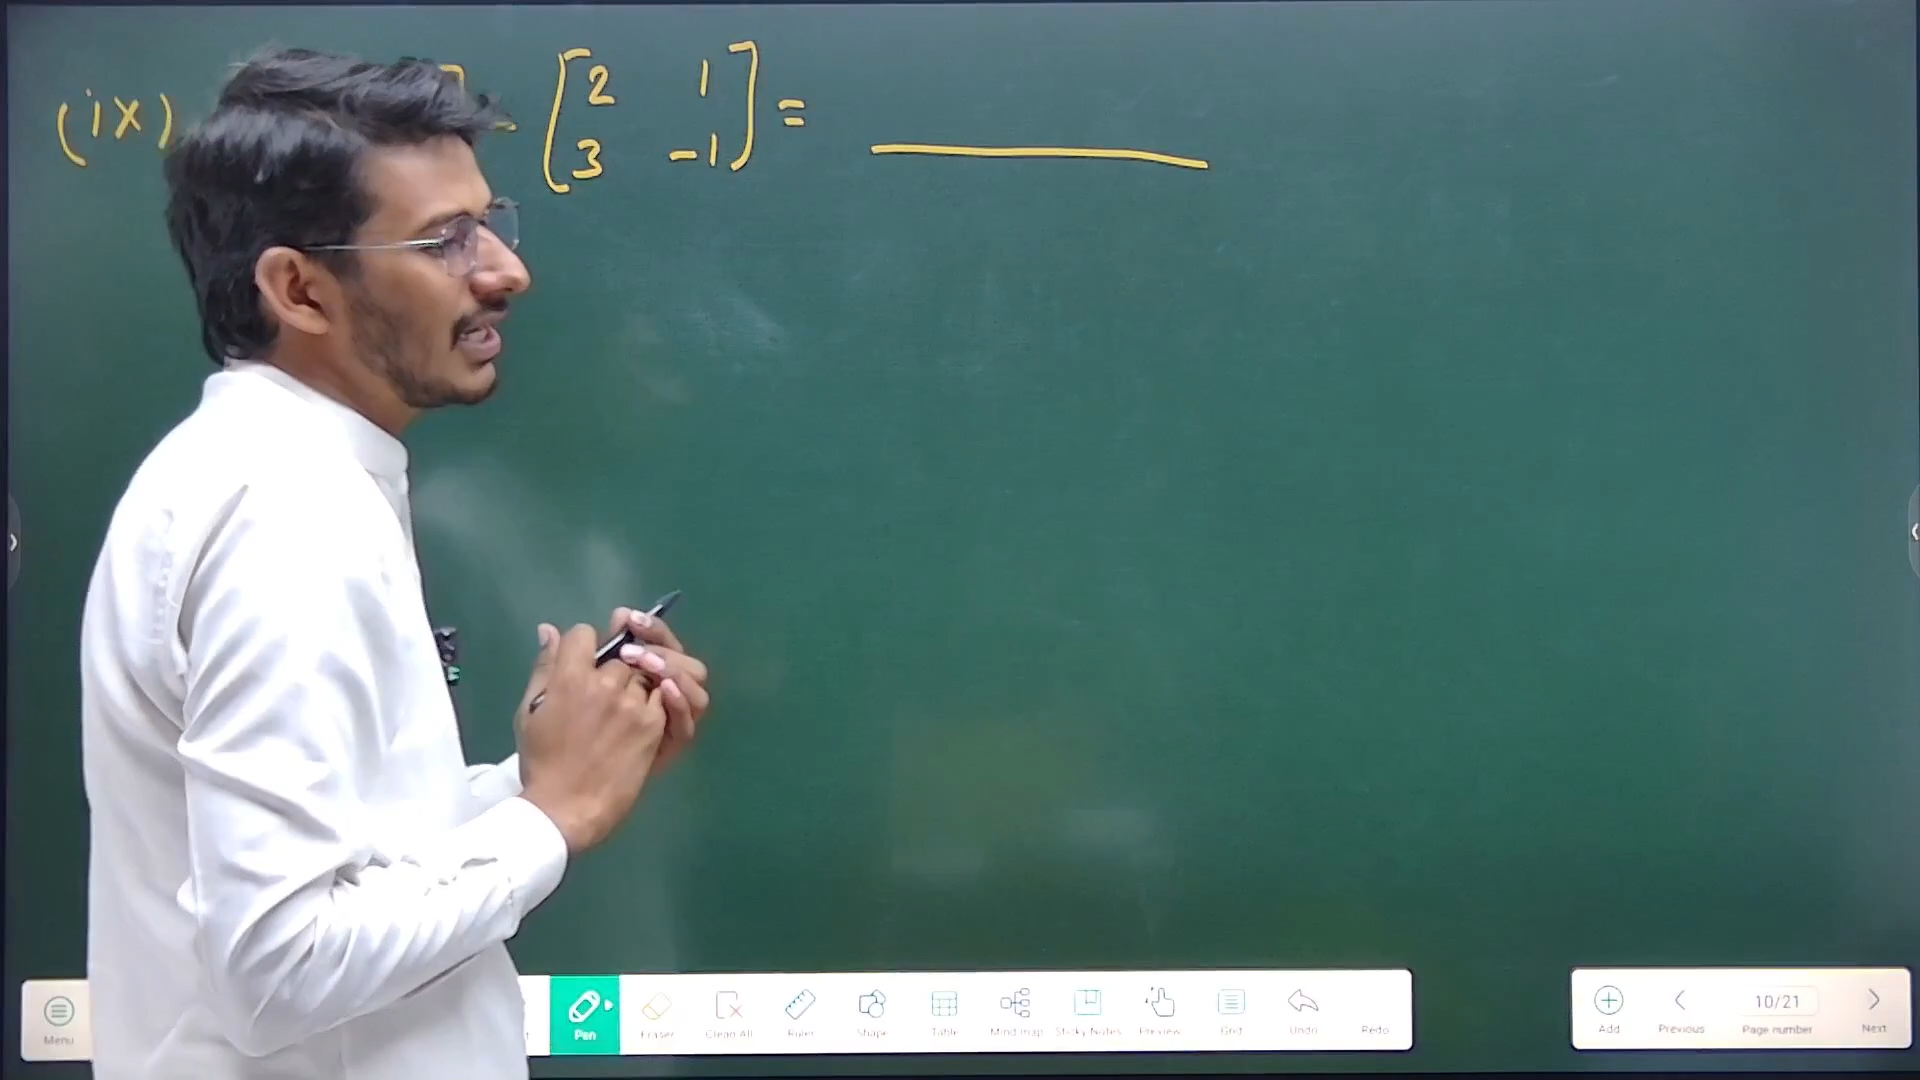 (ix) ] - [2 1
3 -1] = ______
Menu
Pen Eraser Clean All Ruler Shape Table Mind map Sticky Notes Preview Grid Undo Redo
Add Previous 10/21 Page number Next